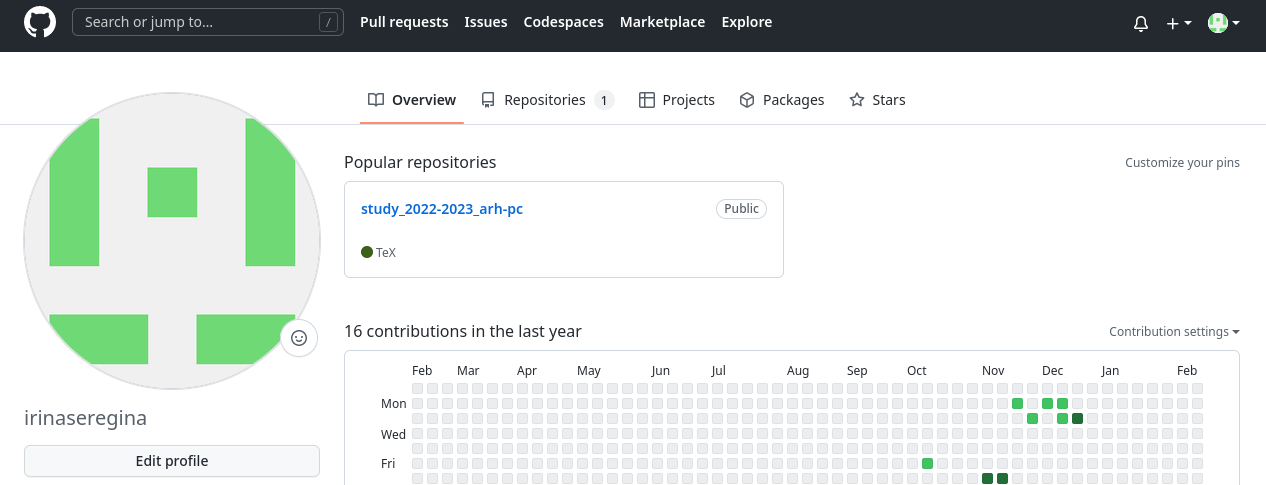 Search or jump to... / Pull requests Issues Codespaces Marketplace Explore
Overview Repositories 1 Projects Packages Stars
Popular repositories Customize your pins
study_2022-2023_arh-pc Public
TeX
16 contributions in the last year Contribution settings
Feb Mar Apr May Jun Jul Aug Sep Oct Nov Dec Jan Feb
Mon
Wed
Fri
irinaseregina
Edit profile